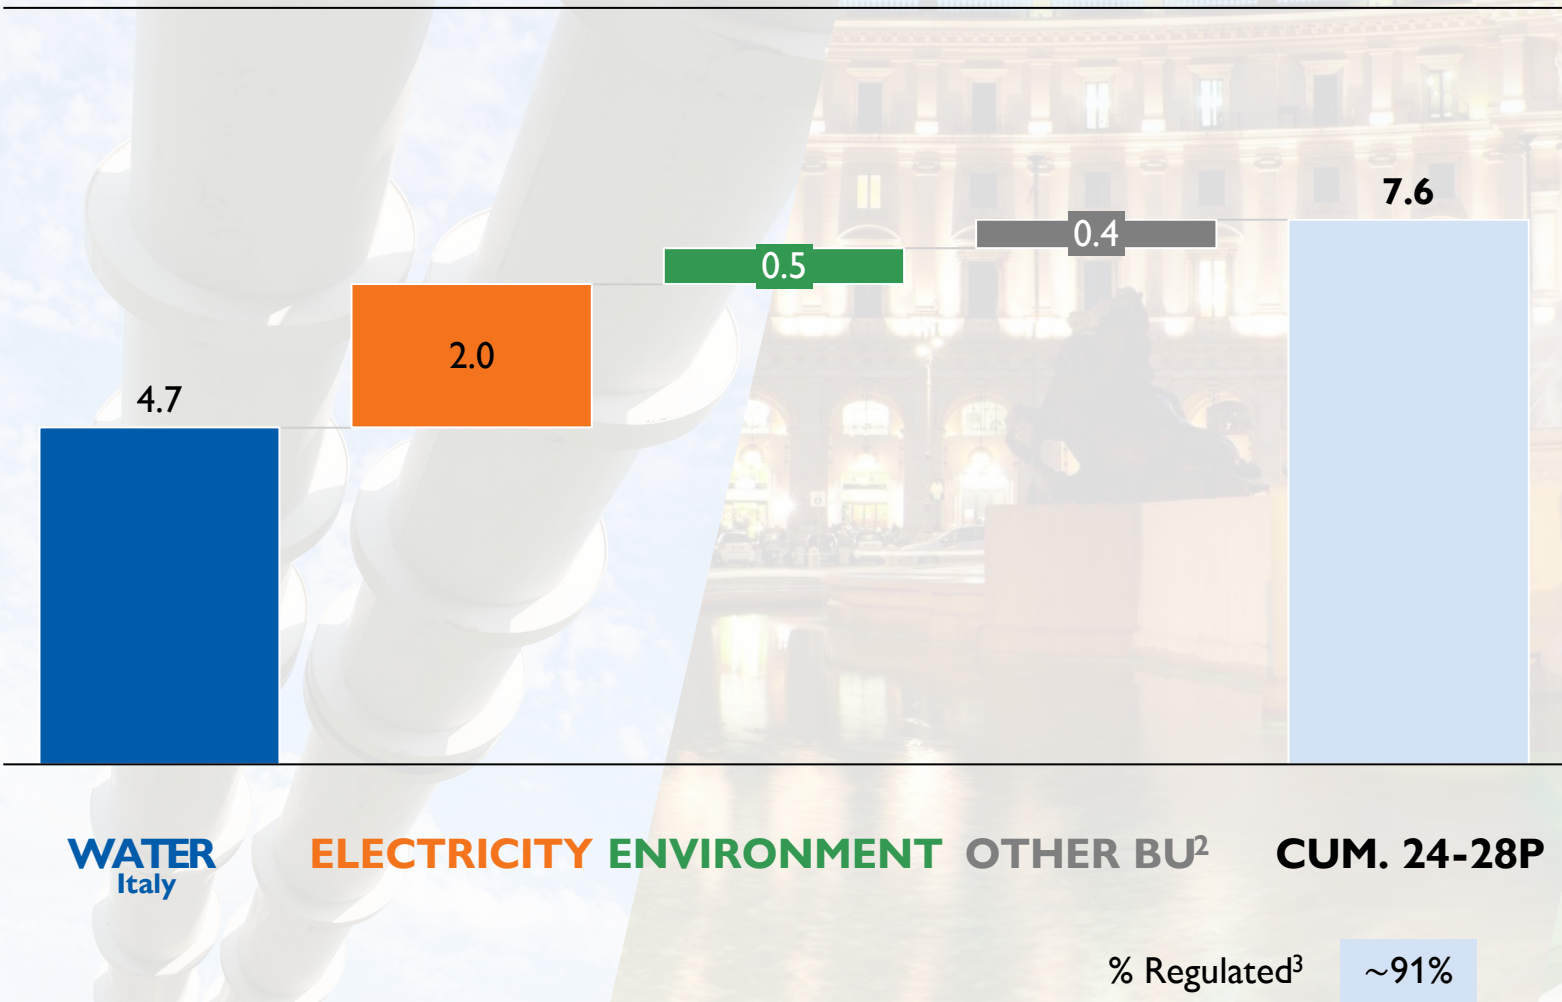 7.6
0.4
0.5
2.0
4.7
WATER
Italy
ELECTRICITY
ENVIRONMENT
OTHER BU²
CUM. 24-28P
% Regulated³
~91%